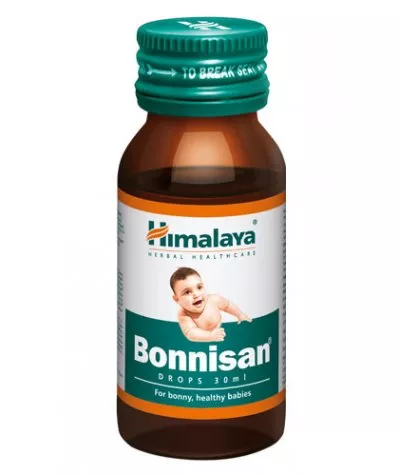 TO BREAK SEAL
Himalaya®
HERBAL HEALTHCARE
Bonnisan®
DROPS 30ml
For bonny, healthy babies